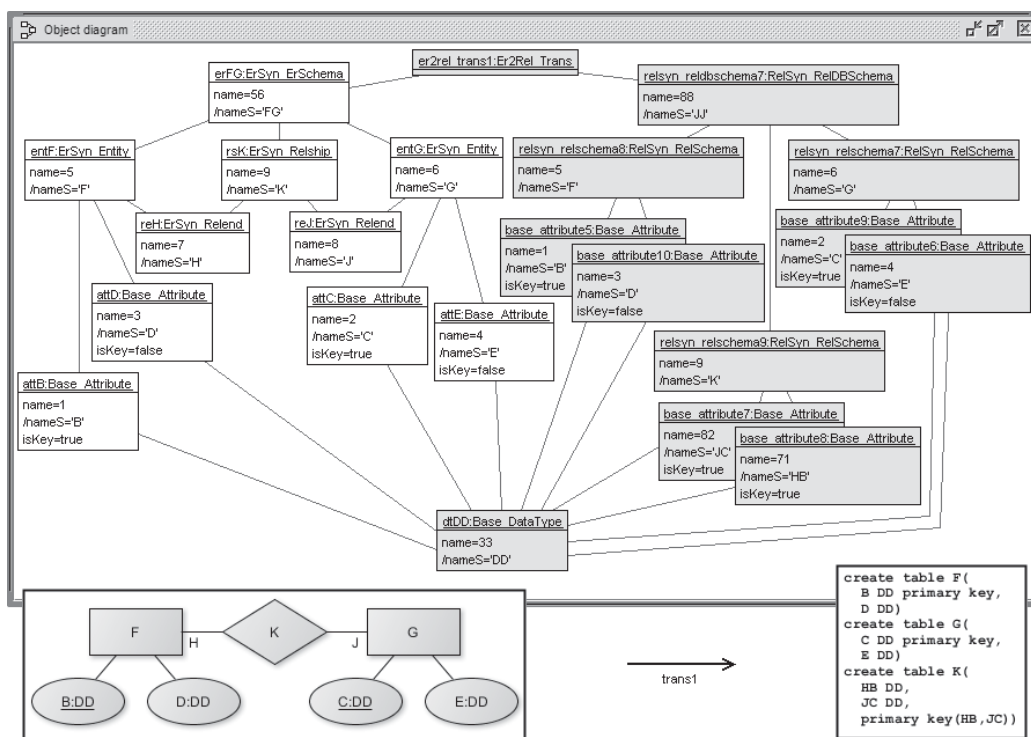 Object diagram
er2rel_trans1:Er2Rel_Trans
erFG:ErSyn_ErSchema
name=56
/nameS='FG'
relsyn_reldbschema7:RelSyn_RelDBSchema
name=88
/nameS='JJ'
entF:ErSyn_Entity
name=5
/nameS='F'
rsK:ErSyn_Relship
name=9
/nameS='K'
entG:ErSyn_Entity
name=6
/nameS='G'
relsyn_relschema8:RelSyn_RelSchema
name=5
/nameS='F'
relsyn_relschema7:RelSyn_RelSchema
name=6
/nameS='G'
reH:ErSyn_Relend
name=7
/nameS='H'
reJ:ErSyn_Relend
name=8
/nameS='J'
base_attribute5:Base_Attribute
name=1
/nameS='B'
isKey=true
base_attribute10:Base_Attribute
name=3
/nameS='D'
isKey=false
base_attribute9:Base_Attribute
name=2
/nameS='C'
isKey=true
base_attribute6:Base_Attribute
name=4
/nameS='E'
isKey=false
attD:Base_Attribute
name=3
/nameS='D'
isKey=false
attC:Base_Attribute
name=2
/nameS='C'
isKey=true
attE:Base_Attribute
name=4
/nameS='E'
isKey=false
relsyn_relschema9:RelSyn_RelSchema
name=9
/nameS='K'
attB:Base_Attribute
name=1
/nameS='B'
isKey=true
base_attribute7:Base_Attribute
name=82
/nameS='JC'
isKey=true
base_attribute8:Base_Attribute
name=71
/nameS='HB'
isKey=true
dtDD:Base_DataType
name=33
/nameS='DD'
F
H
K
J
G
B:DD
D:DD
C:DD
E:DD
trans1
create table F(
B DD primary key,
D DD)
create table G(
C DD primary key,
E DD)
create table K(
HB DD,
JC DD,
primary key(HB,JC))